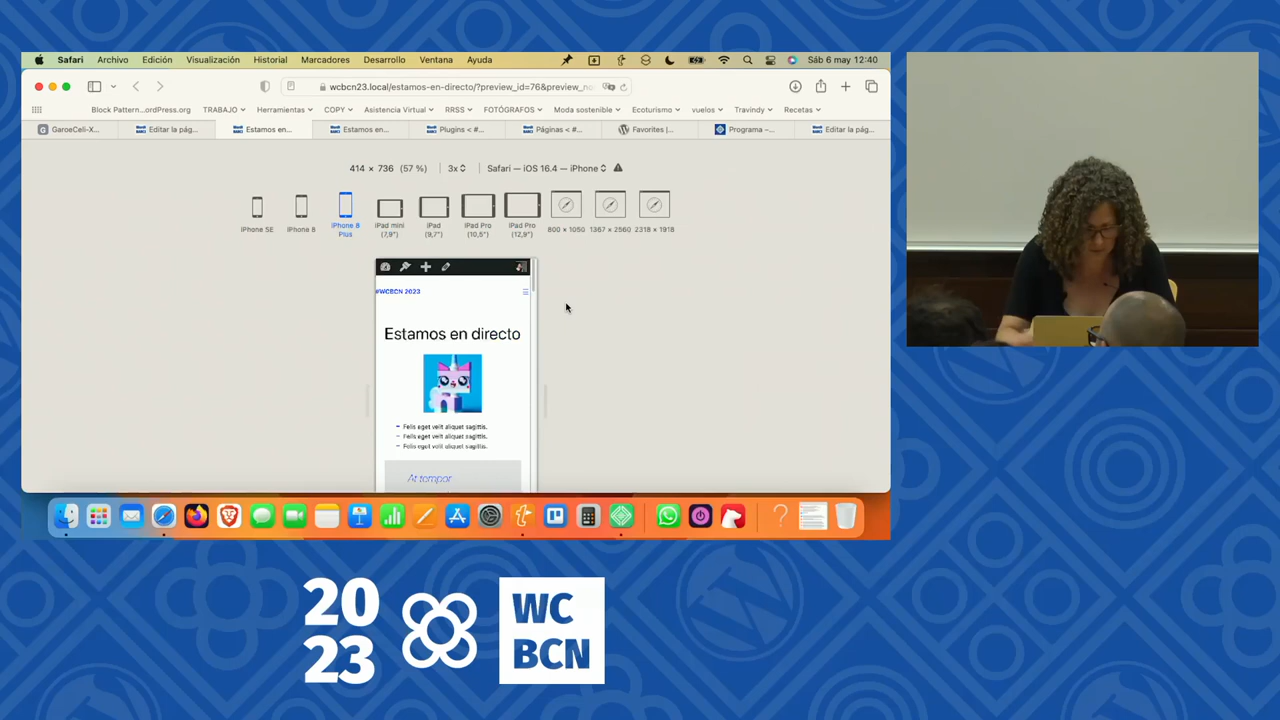 Safari Archivo Edición Visualización Historial Marcadores Desarrollo Ventana Ayuda Sáb 6 may 12:40
wcbcn23.local/estamos-en-directo/?preview_id=76&preview_no
Block Pattern...ordPress.org TRABAJO Herramientas COPY Asistencia Virtual RRSS FOTÓGRAFOS Moda sostenible Ecoturismo vuelos Travindy Recetas
GaroeCeli-X... Editar la pág... Estamos en... Estamos en... Plugins < #... Páginas < #... Favorites |... Programa –... Editar la pág...
414 × 736 (57 %) 3x Safari — iOS 16.4 — iPhone
iPhone SE iPhone 8 iPhone 8 Plus iPad mini (7,9") iPad (9,7") iPad Pro (10,5") iPad Pro (12,9") 800 x 1050 1367 x 2560 2318 x 1918
#WCBCN 2023
Estamos en directo
– Felis eget velit aliquet sagittis.
– Felis eget velit aliquet sagittis.
– Felis eget velit aliquet sagittis.
At tempor
20
23
WC
BCN